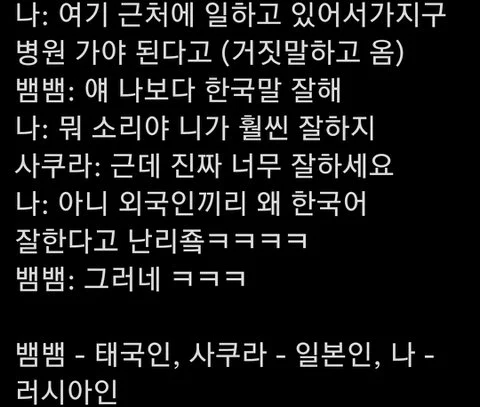 나: 여기 근처에 일하고 있어서가지구
병원 가야 된다고 (거짓말하고 옴)
뱀뱀: 얘 나보다 한국말 잘해
나: 뭐 소리야 니가 훨씬 잘하지
사쿠라: 근데 진짜 너무 잘하세요
나: 아니 외국인끼리 왜 한국어
잘한다고 난리죸ㅋㅋㅋㅋ
뱀뱀: 그러네 ㅋㅋㅋ
뱀뱀 - 태국인, 사쿠라 - 일본인, 나 -
러시아인